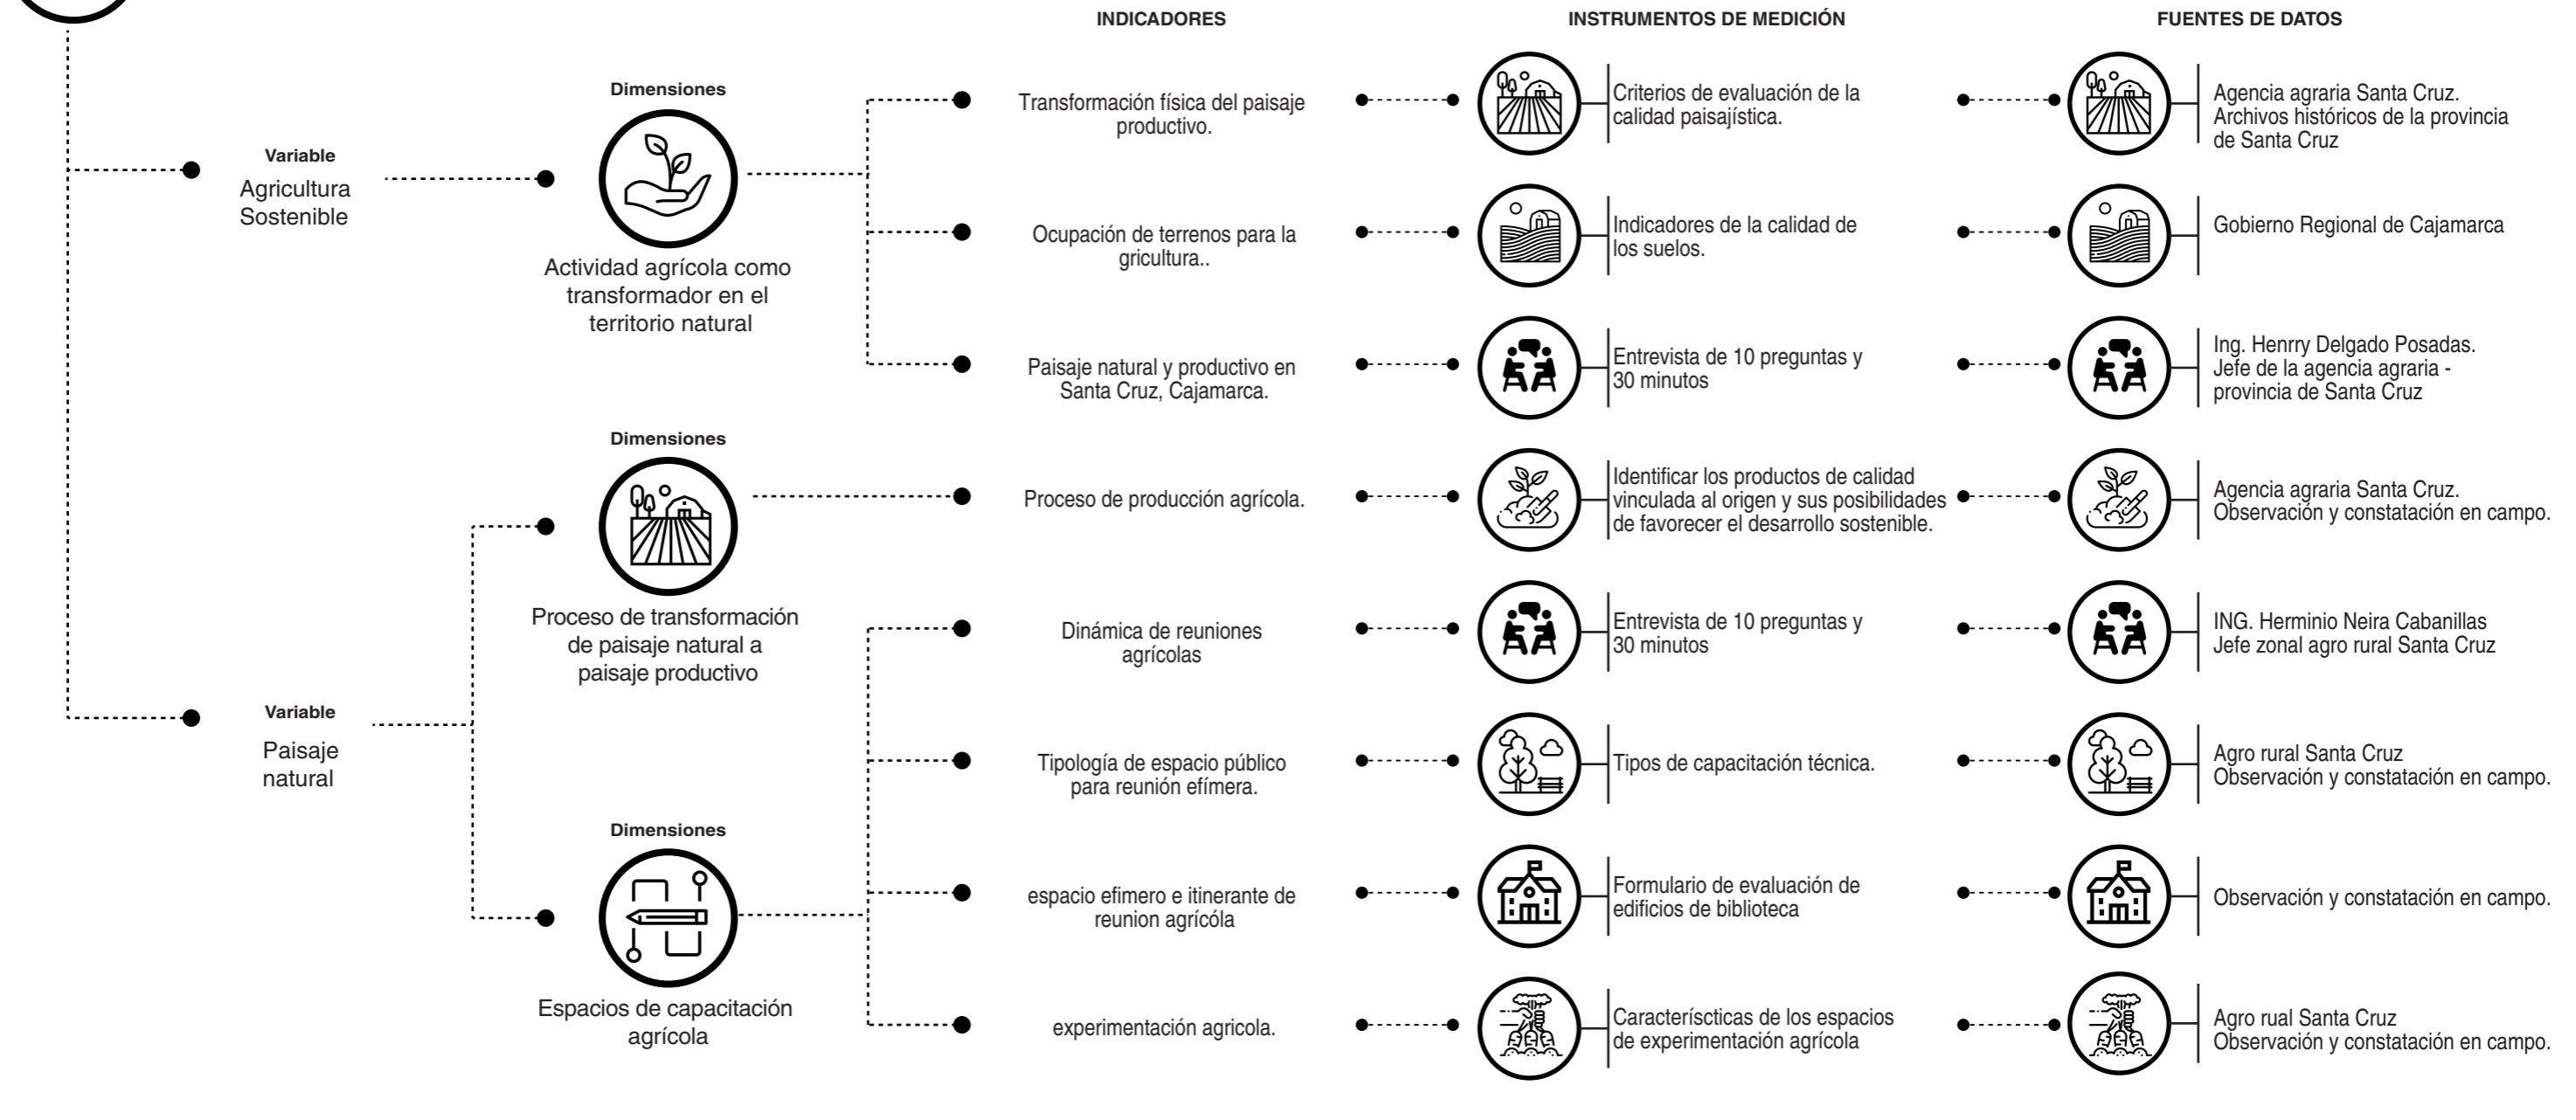 INDICADORES
INSTRUMENTOS DE MEDICIÓN
FUENTES DE DATOS
Variable
Agricultura
Sostenible
Dimensiones
Actividad agrícola como
transformador en el
territorio natural
Transformación física del paisaje
productivo.
Criterios de evaluación de la
calidad paisajística.
Agencia agraria Santa Cruz.
Archivos históricos de la provincia
de Santa Cruz
Ocupación de terrenos para la
gricultura..
Indicadores de la calidad de
los suelos.
Gobierno Regional de Cajamarca
Paisaje natural y productivo en
Santa Cruz, Cajamarca.
Entrevista de 10 preguntas y
30 minutos
Ing. Henrry Delgado Posadas.
Jefe de la agencia agraria -
provincia de Santa Cruz
Variable
Paisaje
natural
Dimensiones
Proceso de transformación
de paisaje natural a
paisaje productivo
Proceso de producción agrícola.
Identificar los productos de calidad
vinculada al origen y sus posibilidades
de favorecer el desarrollo sostenible.
Agencia agraria Santa Cruz.
Observación y constatación en campo.
Dimensiones
Espacios de capacitación
agrícola
Dinámica de reuniones
agrícolas
Entrevista de 10 preguntas y
30 minutos
ING. Herminio Neira Cabanillas
Jefe zonal agro rural Santa Cruz
Tipología de espacio público
para reunión efímera.
Tipos de capacitación técnica.
Agro rural Santa Cruz
Observación y constatación en campo.
espacio efimero e itinerante de
reunion agrícóla
Formulario de evaluación de
edificios de biblioteca
Observación y constatación en campo.
experimentación agricola.
Caracteríscticas de los espacios
de experimentación agrícola
Agro rual Santa Cruz
Observación y constatación en campo.